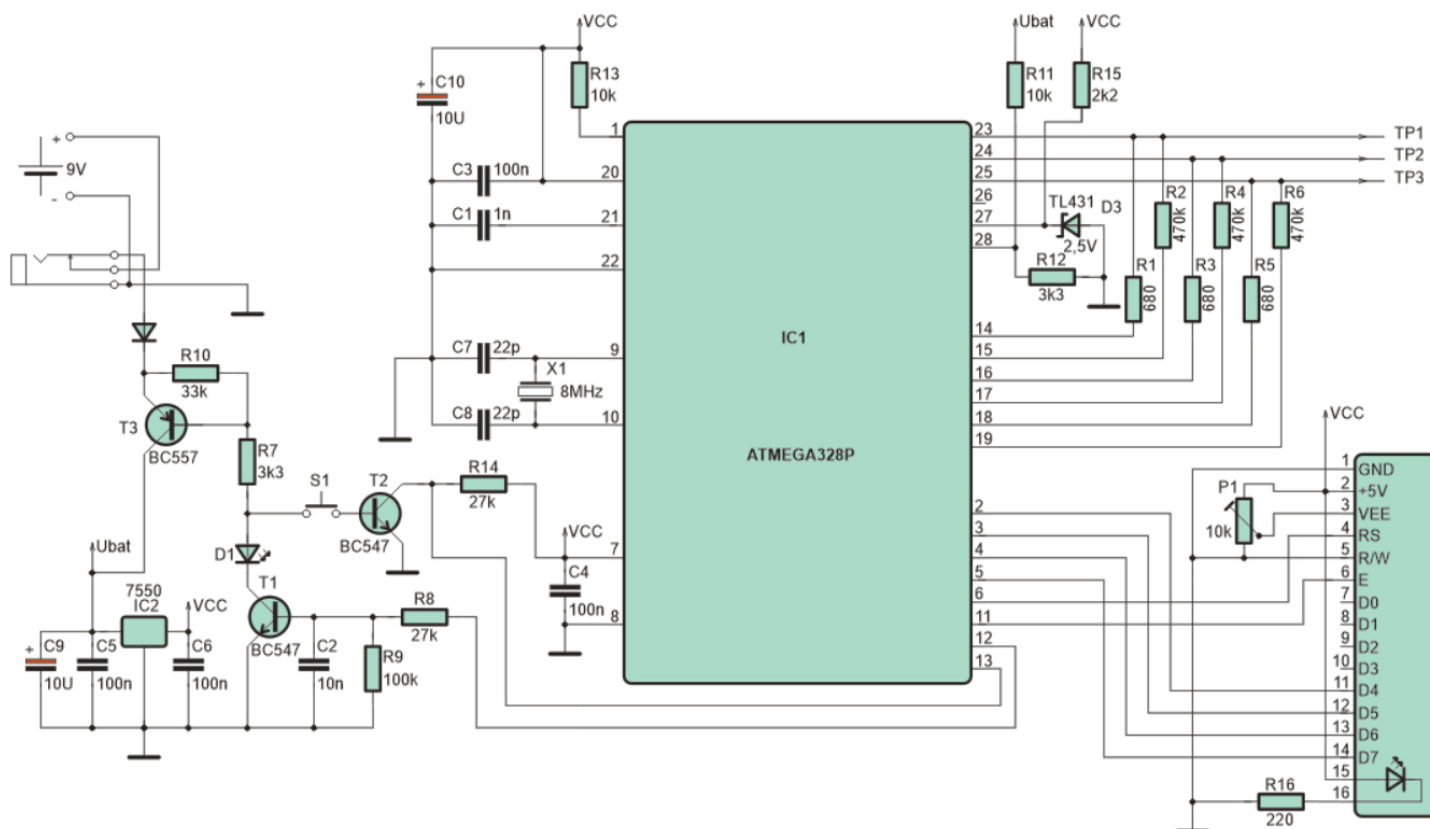 VCC
Ubat
VCC
C10
+
10U
R13
10k
R11
10k
R15
2k2
+
9V
-
1
20
21
22
9
10
7
8
C3
100n
C1
1n
C7
22p
X1
8MHz
C8
22p
IC1
ATMEGA328P
23
24
25
26
27
28
14
15
16
17
18
19
2
3
4
5
6
11
12
13
TP1
TP2
TP3
TL431
D3
2,5V
R12
3k3
R1
680
R2
470k
R3
680
R4
470k
R5
680
R6
470k
R10
33k
T3
BC557
R7
3k3
S1
T2
BC547
R14
27k
D1
T1
BC547
Ubat
7550
IC2
VCC
+
C9
10U
C5
100n
C6
100n
C2
10n
R9
100k
R8
27k
VCC
C4
100n
VCC
P1
10k
1 GND
2 +5V
3 VEE
4 RS
5 R/W
6 E
7 D0
8 D1
9 D2
10 D3
11 D4
12 D5
13 D6
14 D7
15
16
R16
220